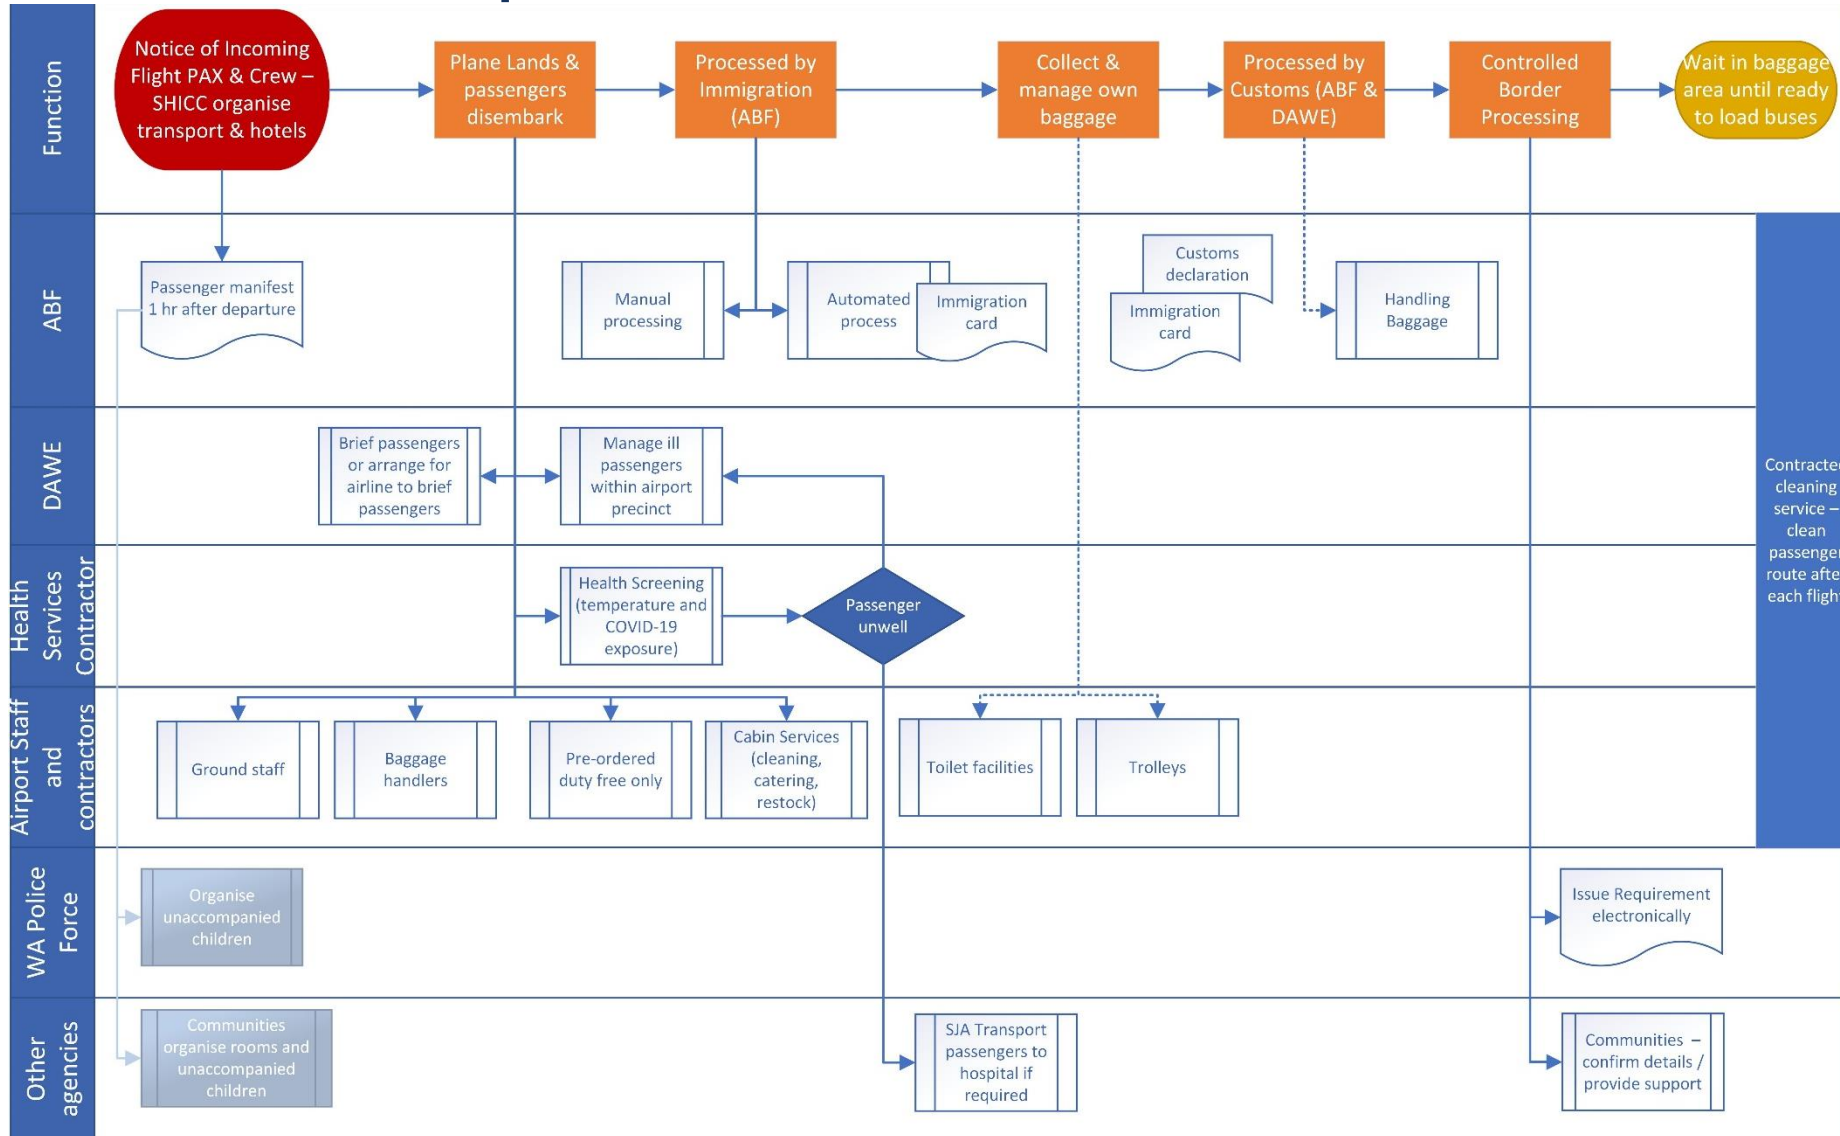 Function
Notice of Incoming
Flight PAX & Crew –
SHICC organise
transport & hotels
Plane Lands &
passengers
disembark
Processed by
Immigration
(ABF)
Collect &
manage own
baggage
Processed by
Customs (ABF &
DAWE)
Controlled
Border
Processing
Wait in baggage
area until ready
to load buses
ABF
Passenger manifest
1 hr after departure
Manual
processing
Automated
process
Immigration
card
Customs
declaration
Immigration
card
Handling
Baggage
DAWE
Brief passengers
or arrange for
airline to brief
passengers
Manage ill
passengers
within airport
precinct
Contracted
cleaning
service –
clean
passenger
route after
each flight
Health
Services
Contractor
Health Screening
(temperature and
COVID-19
exposure)
Passenger
unwell
Airport Staff
and
contractors
Ground staff
Baggage
handlers
Pre-ordered
duty free only
Cabin Services
(cleaning,
catering,
restock)
Toilet facilities
Trolleys
WA Police
Force
Organise
unaccompanied
children
Issue Requirement
electronically
Other
agencies
Communities
organise rooms and
unaccompanied
children
SJA Transport
passengers to
hospital if
required
Communities –
confirm details /
provide support